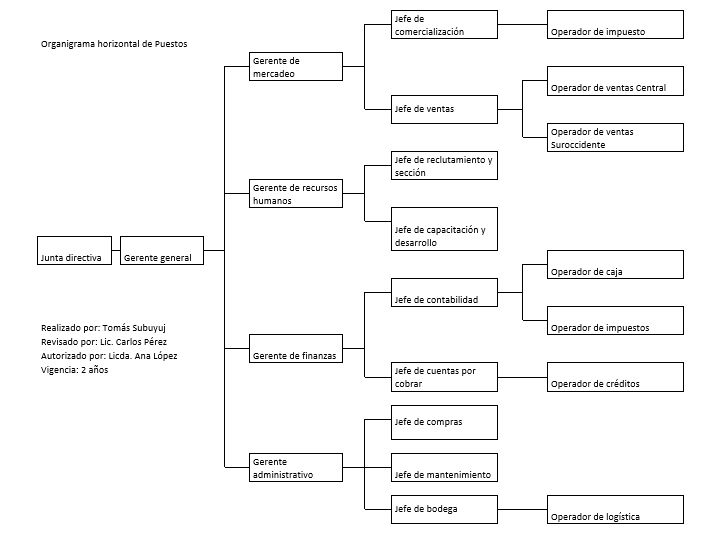 Organigrama horizontal de Puestos
Junta directiva
Gerente general
Gerente de
mercadeo
Jefe de
comercialización
Operador de impuesto
Jefe de ventas
Operador de ventas Central
Operador de ventas
Suroccidente
Gerente de recursos
humanos
Jefe de reclutamiento y
sección
Jefe de capacitación y
desarrollo
Gerente de finanzas
Jefe de contabilidad
Operador de caja
Operador de impuestos
Jefe de cuentas por
cobrar
Operador de créditos
Gerente
administrativo
Jefe de compras
Jefe de mantenimiento
Jefe de bodega
Operador de logística
Realizado por: Tomás Subuyuj
Revisado por: Lic. Carlos Pérez
Autorizado por: Licda. Ana López
Vigencia: 2 años